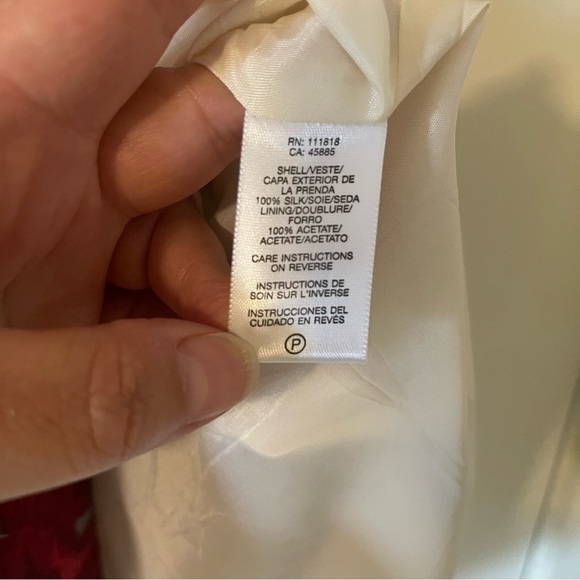 RN: 111818
CA: 45885
SHELL/VESTE/
CAPA EXTERIOR DE
LA PRENDA
100% SILK/SOIE/SEDA
LINING/DOUBLURE/
FORRO
100% ACETATE/
ACETATE/ACETATO
CARE INSTRUCTIONS
ON REVERSE
INSTRUCTIONS DE
SOIN SUR L'INVERSE
INSTRUCCIONES DEL
CUIDADO EN REVÉS
P